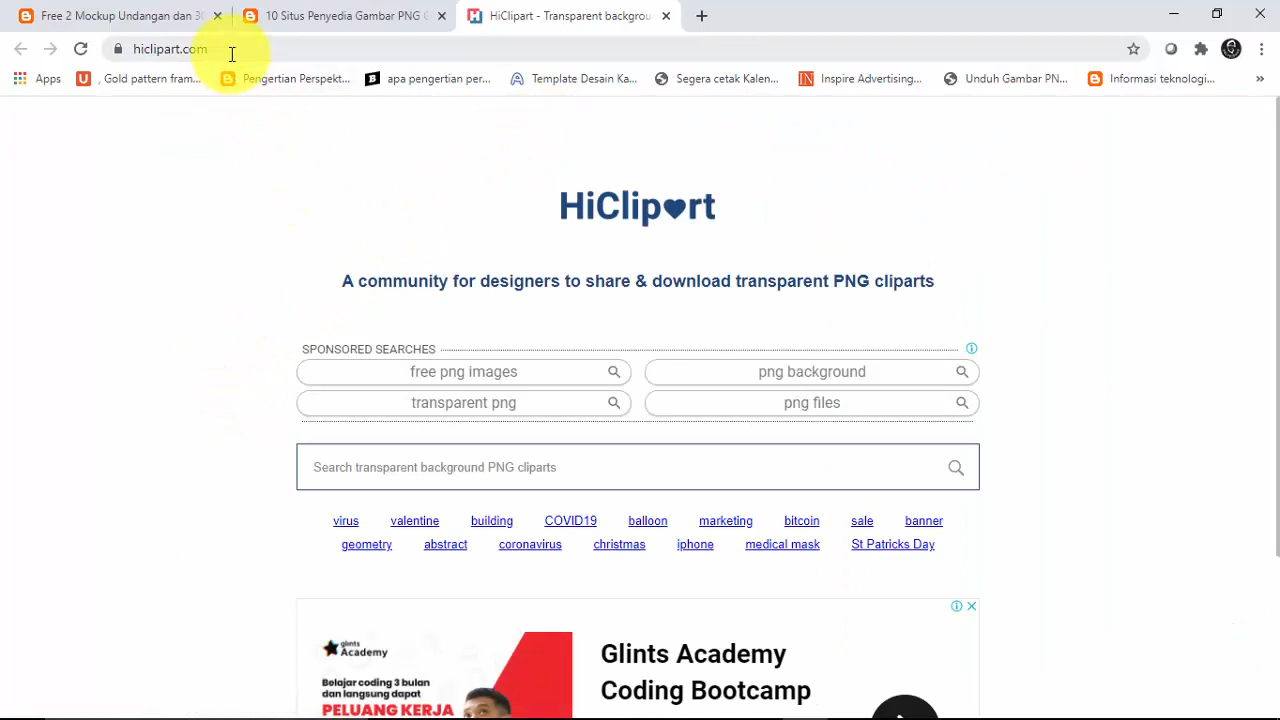 Free 2 Mockup Undangan dan 30
10 Situs Penyedia Gambar PNG G
HiClipart - Transparent backgrou
hiclipart.com
Apps
, Gold pattern fram...
Pengertian Perspekt...
apa pengertian per...
Template Desain Ka...
Segera cetak Kalen...
Inspire Advertising...
Unduh Gambar PN...
Informasi teknologi...
HiClipart
A community for designers to share & download transparent PNG cliparts
SPONSORED SEARCHES
free png images
png background
transparent png
png files
Search transparent background PNG cliparts
virus valentine building COVID19 balloon marketing bitcoin sale banner
geometry abstract coronavirus christmas iphone medical mask St Patricks Day
glints
Academy
Belajar coding 3 bulan
dan langsung dapat
PELUANG KERJA
Glints Academy
Coding Bootcamp